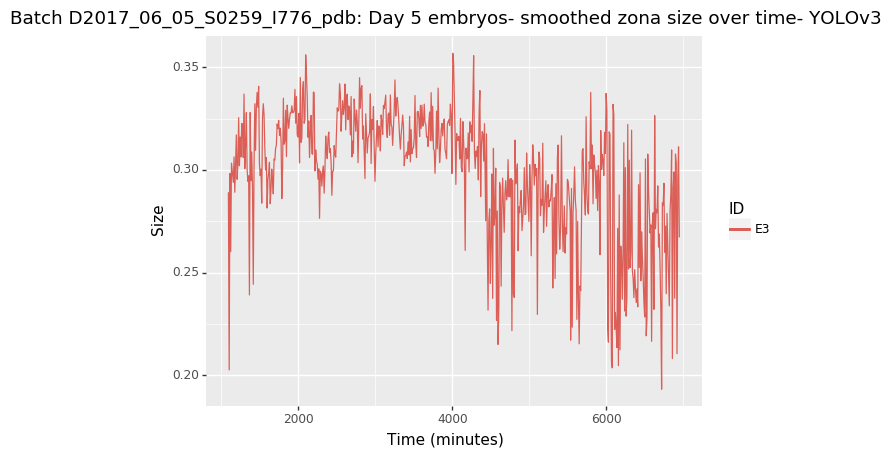 Batch D2017_06_05_S0259_I776_pdb: Day 5 embryos- smoothed zona size over time- YOLOv3
0.35
0.30
0.25
0.20
Size
2000
4000
6000
Time (minutes)
ID
E3